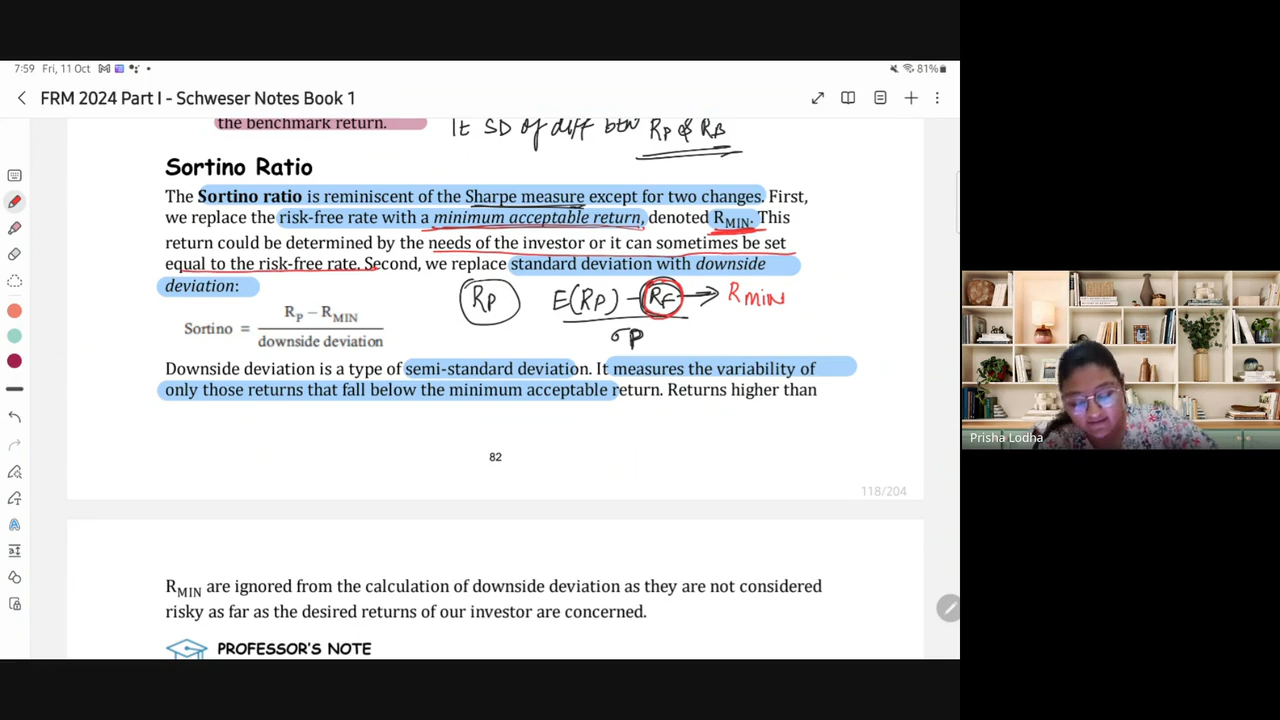 7:59 Fri, 11 Oct
81%
FRM 2024 Part I - Schweser Notes Book 1
the benchmark return.
It SD of diff btw RP & RB
Sortino Ratio
The Sortino ratio is reminiscent of the Sharpe measure except for two changes. First,
we replace the risk-free rate with a minimum acceptable return, denoted RMIN. This
return could be determined by the needs of the investor or it can sometimes be set
equal to the risk-free rate. Second, we replace standard deviation with downside
deviation:
RP
E(RP) - RF → RMIN
σP
Sortino = RP − RMIN
downside deviation
Downside deviation is a type of semi-standard deviation. It measures the variability of
only those returns that fall below the minimum acceptable return. Returns higher than
82
118/204
RMIN are ignored from the calculation of downside deviation as they are not considered
risky as far as the desired returns of our investor are concerned.
PROFESSOR'S NOTE
Prisha Lodha